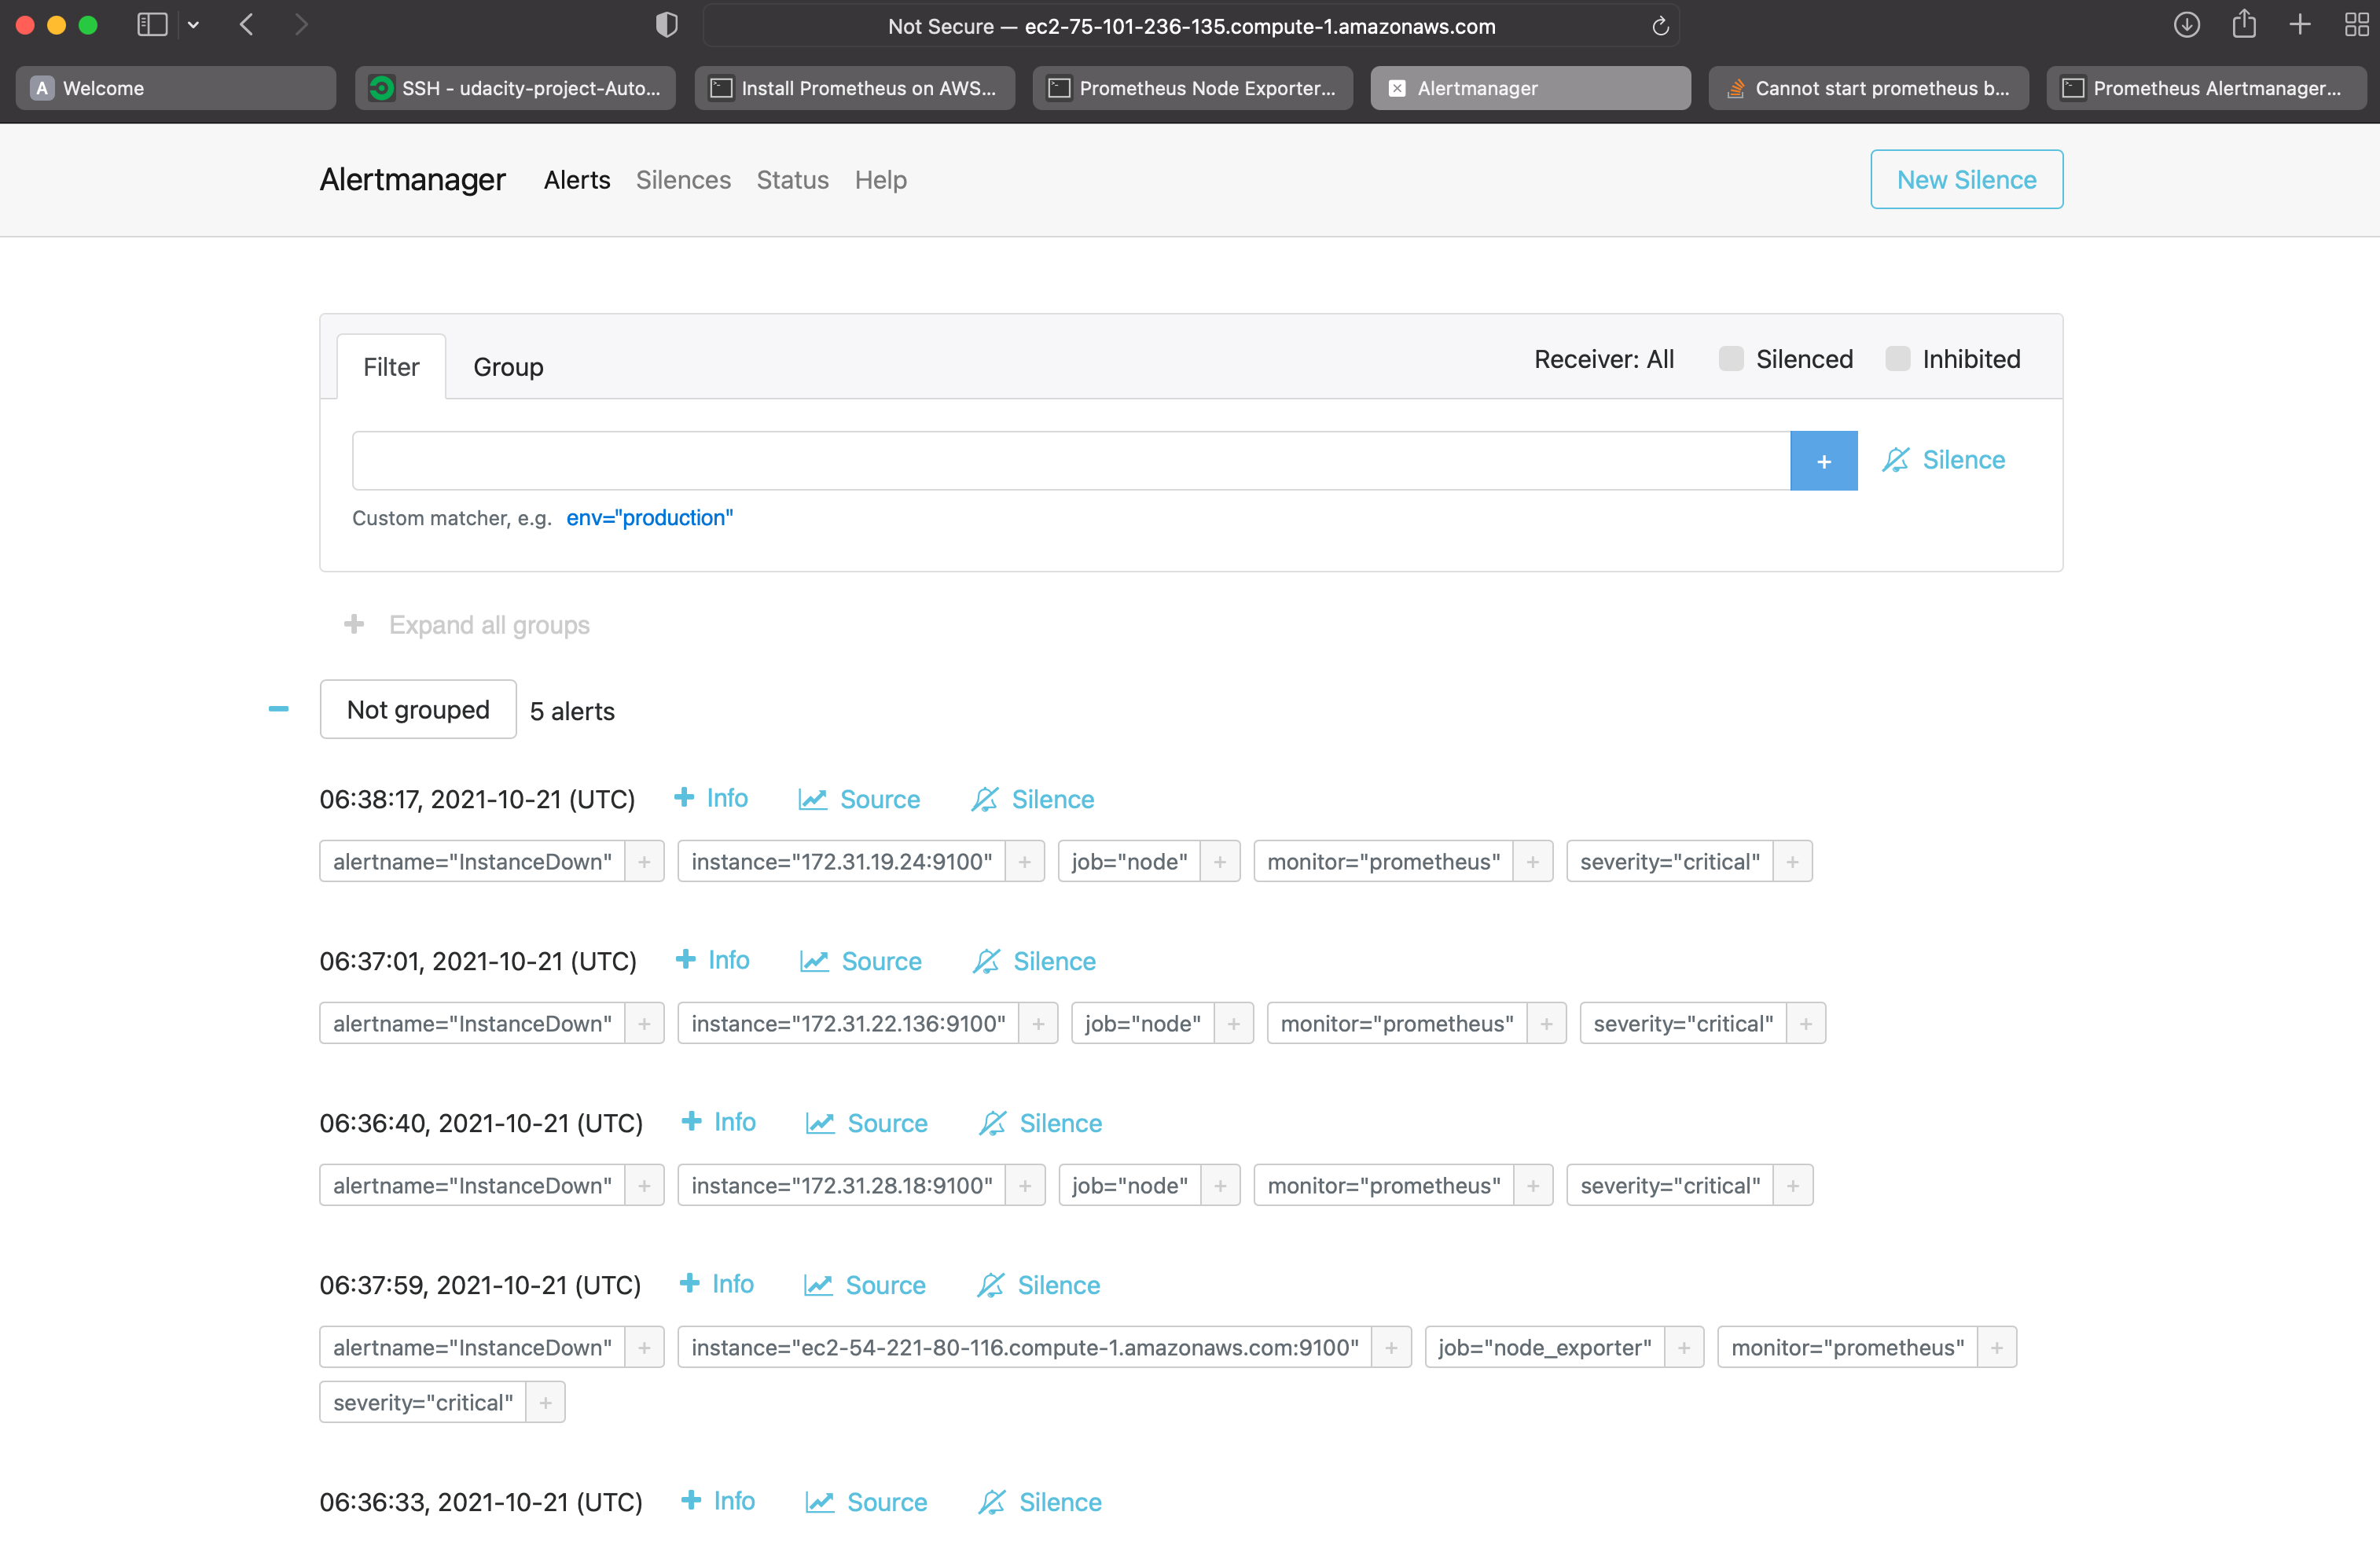 Not Secure — ec2-75-101-236-135.compute-1.amazonaws.com
A Welcome SSH - udacity-project-Auto... Install Prometheus on AWS... Prometheus Node Exporter... Alertmanager Cannot start prometheus b... Prometheus Alertmanager...
Alertmanager Alerts Silences Status Help New Silence
Filter Group Receiver: All Silenced Inhibited
+ Silence
Custom matcher, e.g. env="production"
+ Expand all groups
Not grouped 5 alerts
06:38:17, 2021-10-21 (UTC) + Info Source Silence
alertname="InstanceDown" + instance="172.31.19.24:9100" + job="node" + monitor="prometheus" + severity="critical" +
06:37:01, 2021-10-21 (UTC) + Info Source Silence
alertname="InstanceDown" + instance="172.31.22.136:9100" + job="node" + monitor="prometheus" + severity="critical" +
06:36:40, 2021-10-21 (UTC) + Info Source Silence
alertname="InstanceDown" + instance="172.31.28.18:9100" + job="node" + monitor="prometheus" + severity="critical" +
06:37:59, 2021-10-21 (UTC) + Info Source Silence
alertname="InstanceDown" + instance="ec2-54-221-80-116.compute-1.amazonaws.com:9100" + job="node_exporter" + monitor="prometheus" +
severity="critical" +
06:36:33, 2021-10-21 (UTC) + Info Source Silence